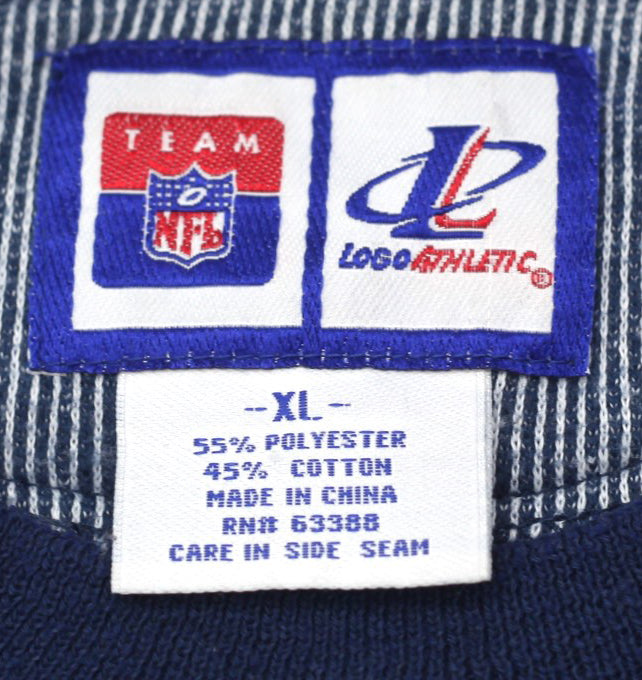 TEAM
NFL
LOGO ATHLETIC ®
--XL--
55% POLYESTER
45% COTTON
MADE IN CHINA
RN# 63388
CARE IN SIDE SEAM